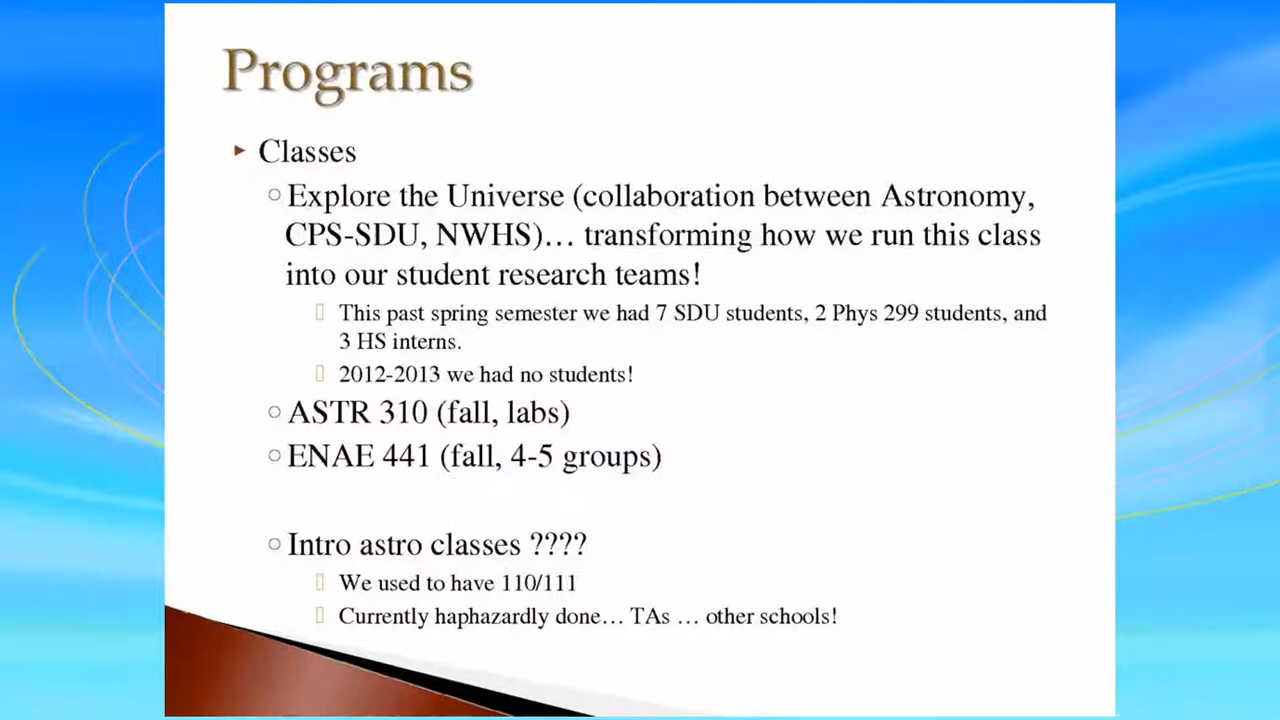 Programs
Classes
Explore the Universe (collaboration between Astronomy,
CPS-SDU, NWHS)… transforming how we run this class
into our student research teams!
This past spring semester we had 7 SDU students, 2 Phys 299 students, and
3 HS interns.
2012-2013 we had no students!
ASTR 310 (fall, labs)
ENAE 441 (fall, 4-5 groups)
Intro astro classes ????
We used to have 110/111
Currently haphazardly done… TAs … other schools!